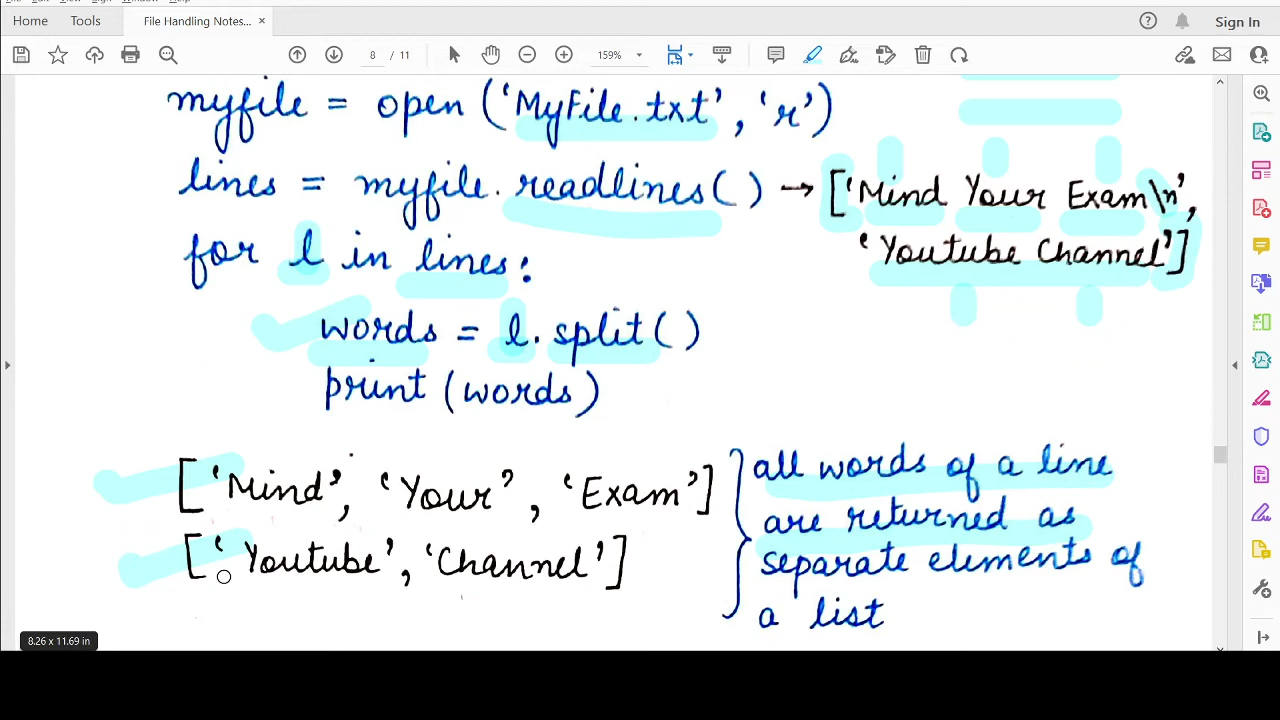 Home Tools File Handling Notes... × Sign In
8 / 11 159%
myfile = open ('MyFile.txt', 'r')
lines = myfile. readlines( ) → ['Mind Your Exam\n',
'Youtube Channel']
for l in lines:
words = l. split( )
print (words)
['Mind', 'Your', 'Exam']
['Youtube', 'Channel']
all words of a line
are returned as
separate elements of
a list
8.26 x 11.69 in